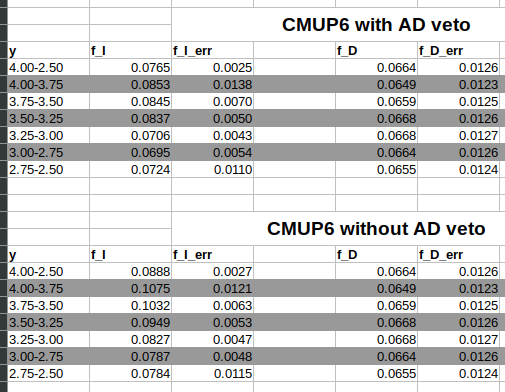 CMUP6 with AD veto
y f_I f_I_err f_D f_D_err
4.00-2.50 0.0765 0.0025 0.0664 0.0126
4.00-3.75 0.0853 0.0138 0.0649 0.0123
3.75-3.50 0.0845 0.0070 0.0659 0.0125
3.50-3.25 0.0837 0.0050 0.0668 0.0126
3.25-3.00 0.0706 0.0043 0.0668 0.0127
3.00-2.75 0.0695 0.0054 0.0664 0.0126
2.75-2.50 0.0724 0.0110 0.0655 0.0124
CMUP6 without AD veto
y f_I f_I_err f_D f_D_err
4.00-2.50 0.0888 0.0027 0.0664 0.0126
4.00-3.75 0.1075 0.0121 0.0649 0.0123
3.75-3.50 0.1032 0.0063 0.0659 0.0125
3.50-3.25 0.0949 0.0053 0.0668 0.0126
3.25-3.00 0.0827 0.0047 0.0668 0.0127
3.00-2.75 0.0787 0.0048 0.0664 0.0126
2.75-2.50 0.0784 0.0115 0.0655 0.0124